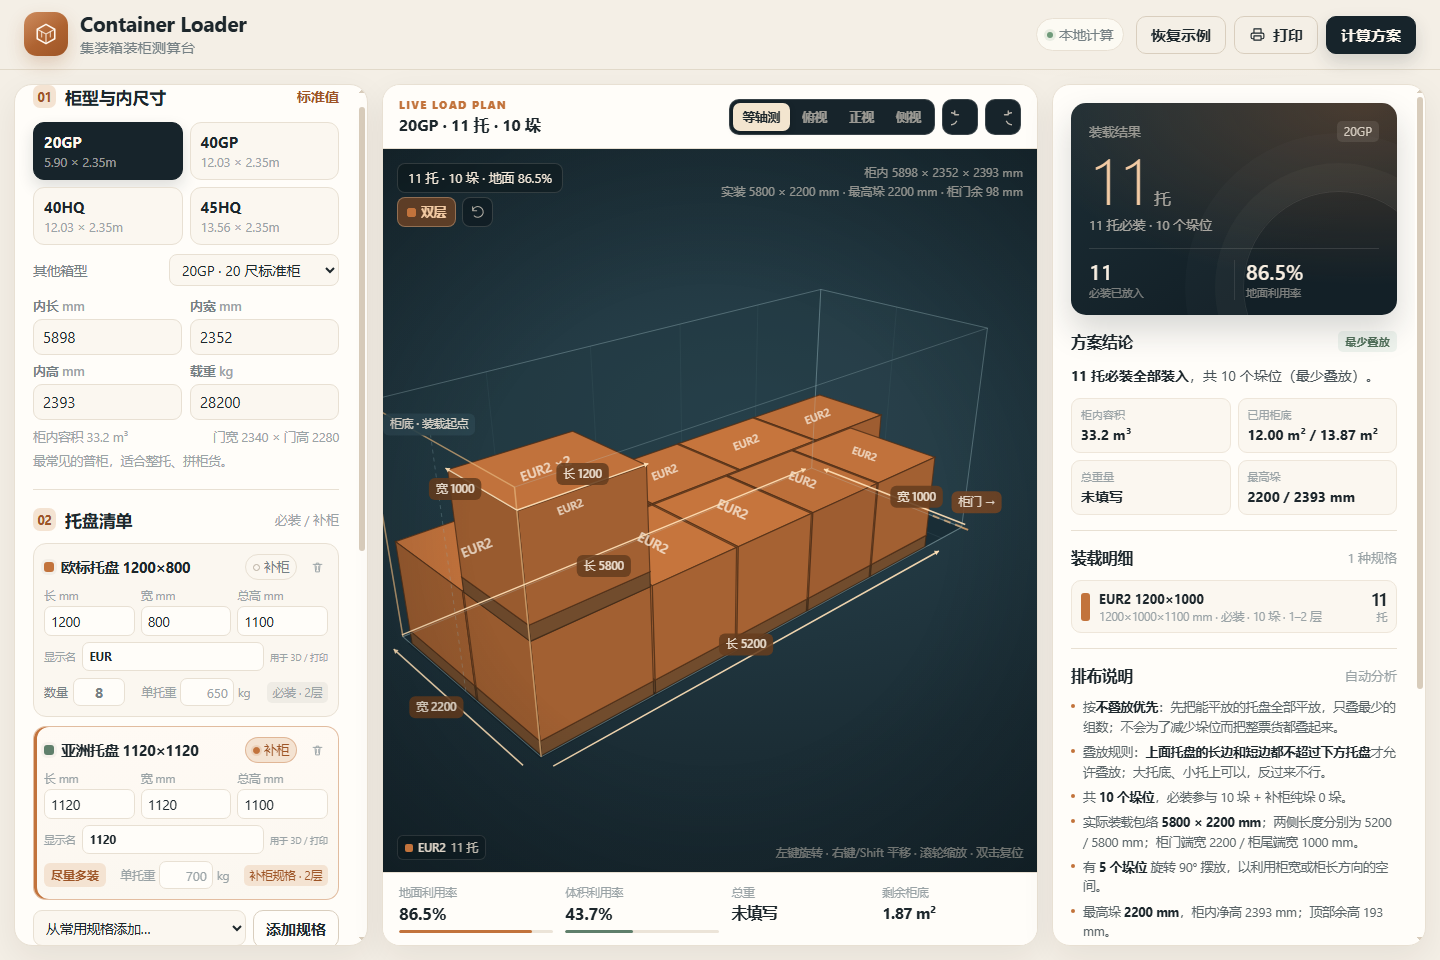 Container Loader
集装箱装柜测算台
本地计算
恢复示例
打印
计算方案
01 柜型与内尺寸 标准值
20GP
5.90 × 2.35m
40GP
12.03 × 2.35m
40HQ
12.03 × 2.35m
45HQ
13.56 × 2.35m
其他箱型 20GP · 20 尺标准柜
内长 mm 内宽 mm
5898 2352
内高 mm 载重 kg
2393 28200
柜内容积 33.2 m³ 门宽 2340 × 门高 2280
最常见的普柜，适合整托、拼柜货。
02 托盘清单 必装 / 补柜
欧标托盘 1200×800 补柜
长 mm 宽 mm 总高 mm
1200 800 1100
显示名 EUR 用于 3D / 打印
数量 8 单托重 650 kg 必装 · 2层
亚洲托盘 1120×1120 补柜
长 mm 宽 mm 总高 mm
1120 1120 1100
显示名 1120 用于 3D / 打印
尽量多装 单托重 700 kg 补柜规格 · 2层
从常用规格添加... 添加规格
LIVE LOAD PLAN
20GP · 11 托 · 10 垛
等轴测 俯视 正视 侧视
11 托 · 10 垛 · 地面 86.5%
双层
柜内 5898 × 2352 × 2393 mm
实装 5800 × 2200 mm · 最高垛 2200 mm · 柜门余 98 mm
柜底 · 装载起点
EUR2
EUR2
EUR2
EUR2
EUR2 ×2
长 1200
宽 1000
EUR2
EUR2
EUR2
宽 1000
柜门 →
EUR2
EUR2
长 5800
长 5200
宽 2200
EUR2 11 托
左键旋转 · 右键/Shift 平移 · 滚轮缩放 · 双击复位
地面利用率
86.5%
体积利用率
43.7%
总重
未填写
剩余柜底
1.87 m²
装载结果 20GP
11 托
11 托必装 · 10 个垛位
11
必装已放入
86.5%
地面利用率
方案结论 最少叠放
11 托必装全部装入，共 10 个垛位（最少叠放）。
柜内容积
33.2 m³
已用柜底
12.00 m² / 13.87 m²
总重量
未填写
最高垛
2200 / 2393 mm
装载明细 1 种规格
EUR2 1200×1000
1200×1000×1100 mm · 必装 · 10 垛 · 1–2 层
11
托
排布说明 自动分析
按不叠放优先：先把能平放的托盘全部平放，只叠最少的
组数；不会为了减少垛位而把整票货都叠起来。
叠放规则：上面托盘的长边和短边都不超过下方托盘才允
许叠放；大托底、小托上可以，反过来不行。
共 10 个垛位，必装参与 10 垛 + 补柜纯垛 0 垛。
实际装载包络 5800 × 2200 mm；两侧长度分别为 5200
/ 5800 mm；柜门端宽 2200 / 柜尾端宽 1000 mm。
有 5 个垛位 旋转 90° 摆放，以利用柜宽或柜长方向的空
间。
最高垛 2200 mm，柜内净高 2393 mm；顶部余高 193
mm。